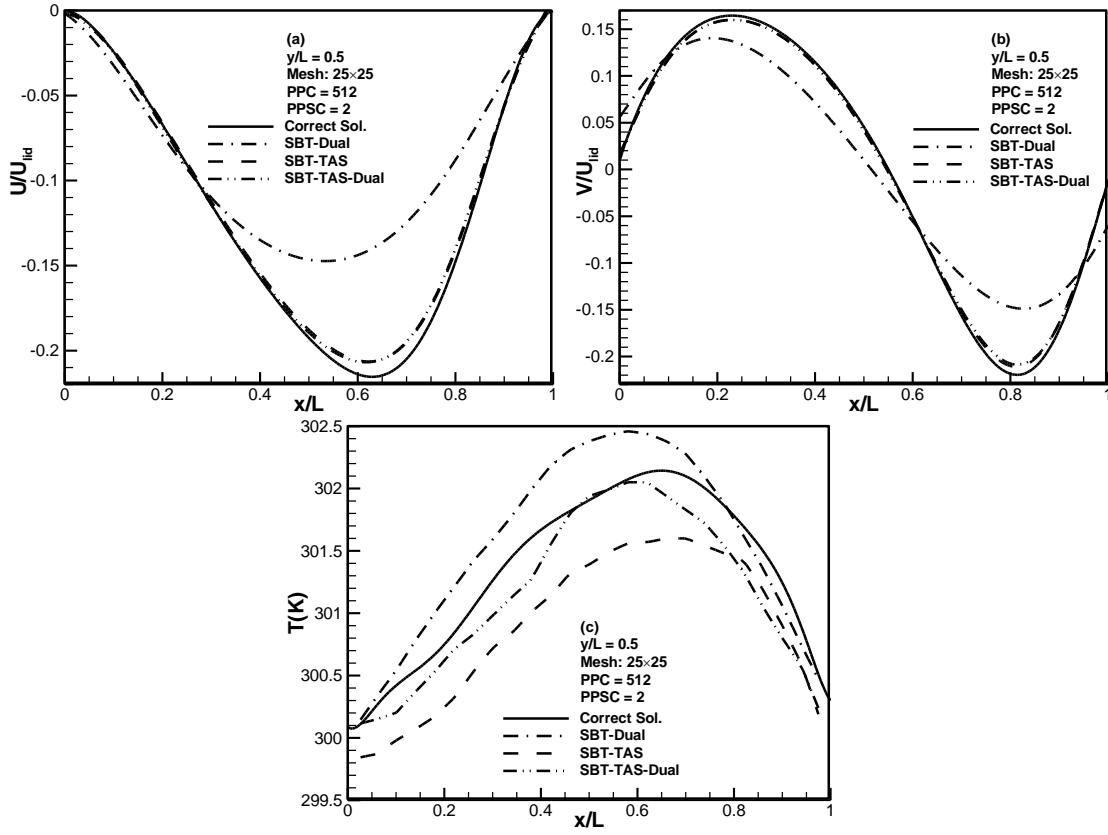 0
-0.05
-0.1
-0.15
-0.2
U/U_lid
(a)
y/L = 0.5
Mesh: 25×25
PPC = 512
PPSC = 2
Correct Sol.
SBT-Dual
SBT-TAS
SBT-TAS-Dual
0 0.2 0.4 0.6 0.8 1
x/L
0.15
0.1
0.05
0
-0.05
-0.1
-0.15
-0.2
V/U_lid
(b)
y/L = 0.5
Mesh: 25×25
PPC = 512
PPSC = 2
Correct Sol.
SBT-Dual
SBT-TAS
SBT-TAS-Dual
0 0.2 0.4 0.6 0.8 1
x/L
302.5
302
301.5
301
300.5
300
299.5
T(K)
(c)
y/L = 0.5
Mesh: 25×25
PPC = 512
PPSC = 2
Correct Sol.
SBT-Dual
SBT-TAS
SBT-TAS-Dual
0 0.2 0.4 0.6 0.8 1
x/L